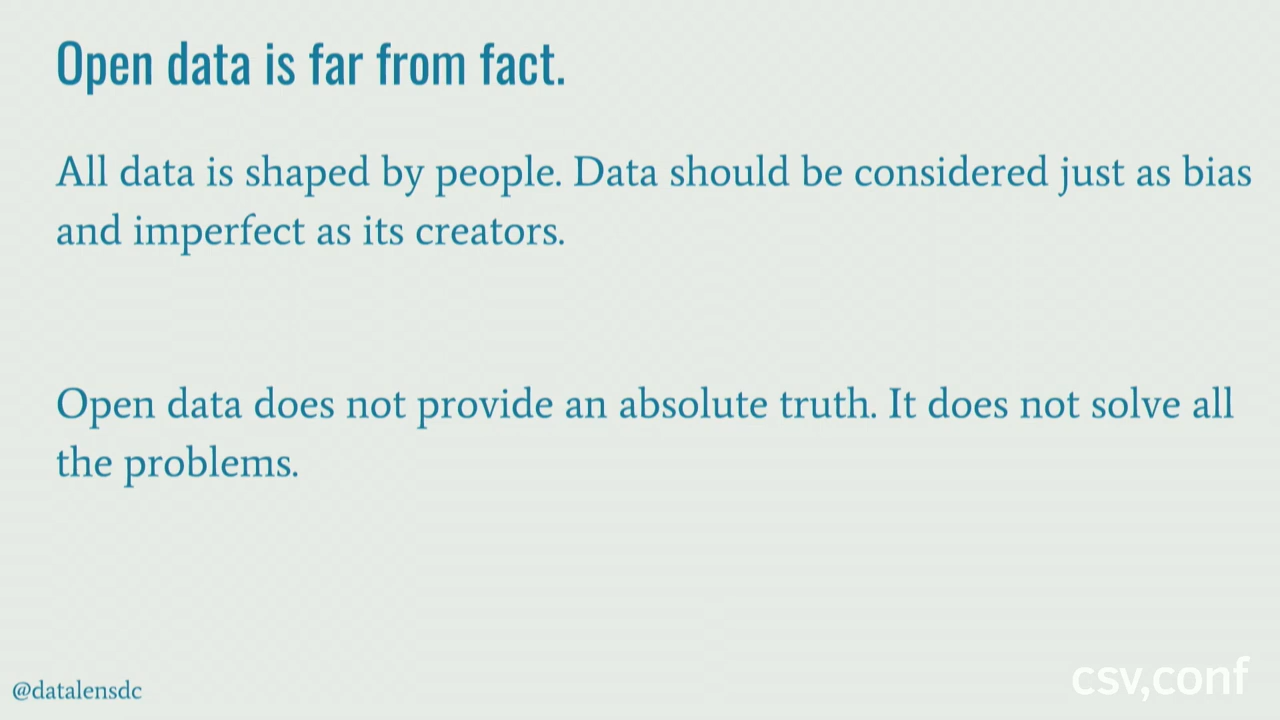 Open data is far from fact.
All data is shaped by people. Data should be considered just as bias
and imperfect as its creators.
Open data does not provide an absolute truth. It does not solve all
the problems.
@datalensdc
csv,conf